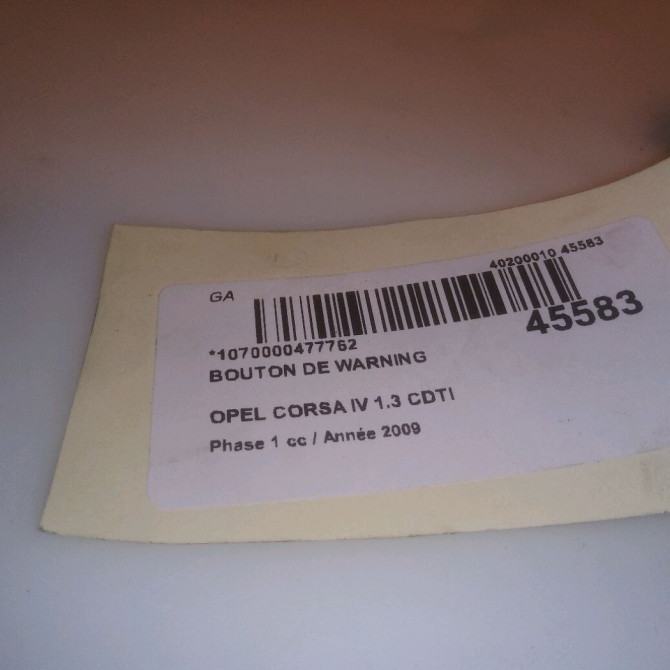 GA
40200010 45583
45583
*1070000477762
BOUTON DE WARNING
OPEL CORSA IV 1.3 CDTI
Phase 1 cc / Année 2009